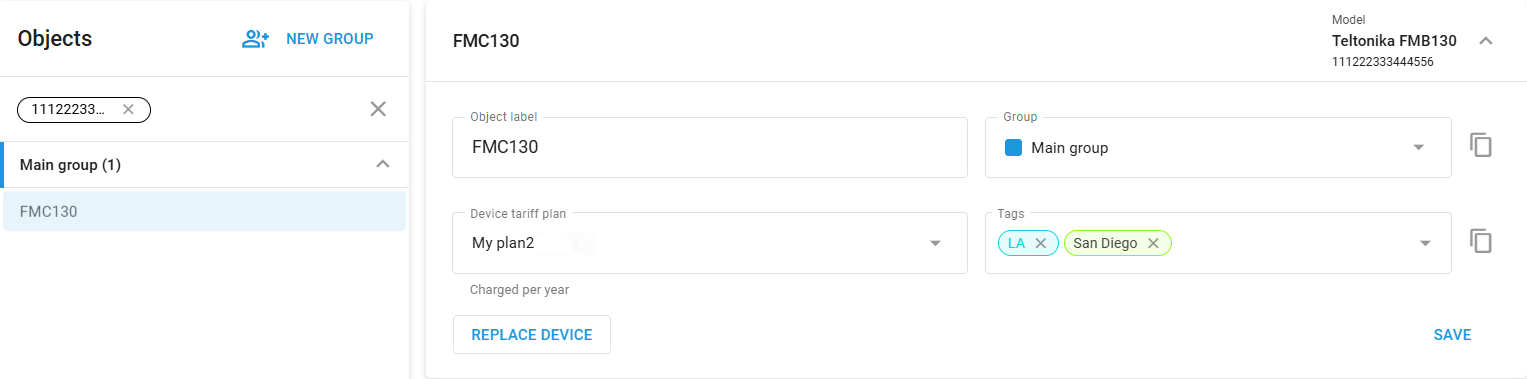 Objects
NEW GROUP
11122233...
Main group (1)
FMC130
FMC130
Model
Teltonika FMB130
111222333444556
Object label
FMC130
Group
Main group
Device tariff plan
My plan2
Charged per year
Tags
LA
San Diego
REPLACE DEVICE
SAVE